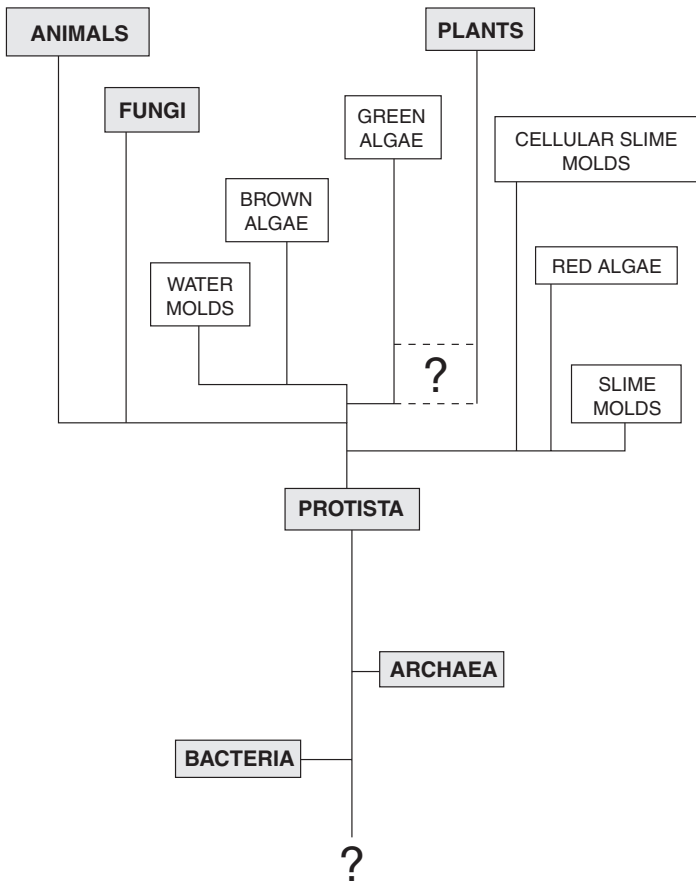 ANIMALS
PLANTS
FUNGI
GREEN
ALGAE
CELLULAR SLIME
MOLDS
BROWN
ALGAE
WATER
MOLDS
RED ALGAE
?
SLIME
MOLDS
PROTISTA
ARCHAEA
BACTERIA
?